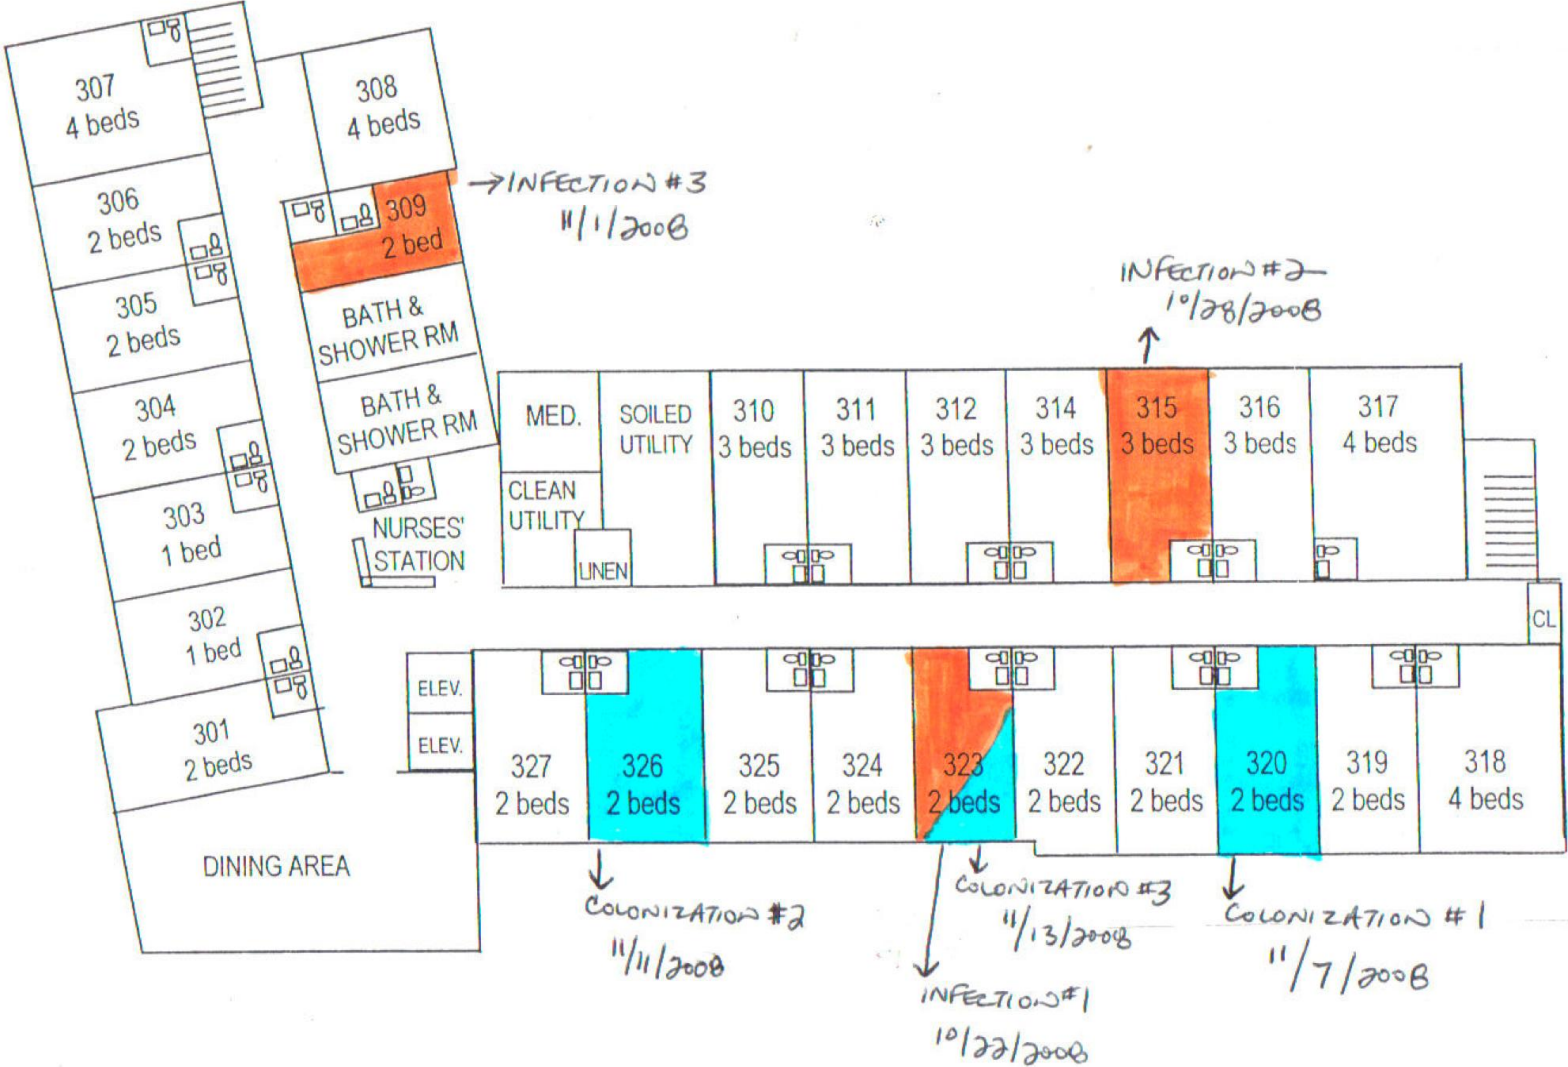 307
4 beds
308
4 beds
306
2 beds
309
2 bed
→INFECTION #3
11/1/2008
305
2 beds
BATH &
SHOWER RM
INFECTION #2
10/28/2008
304
2 beds
BATH &
SHOWER RM
MED.
SOILED
UTILITY
310
3 beds
311
3 beds
312
3 beds
314
3 beds
315
3 beds
316
3 beds
317
4 beds
CLEAN
UTILITY
LINEN
303
1 bed
NURSES'
STATION
302
1 bed
CL
301
2 beds
ELEV.
ELEV.
327
2 beds
326
2 beds
325
2 beds
324
2 beds
323
2 beds
322
2 beds
321
2 beds
320
2 beds
319
2 beds
318
4 beds
DINING AREA
COLONIZATION #2
11/11/2008
COLONIZATION #3
11/13/2008
COLONIZATION #1
11/7/2008
INFECTION #1
10/22/2008